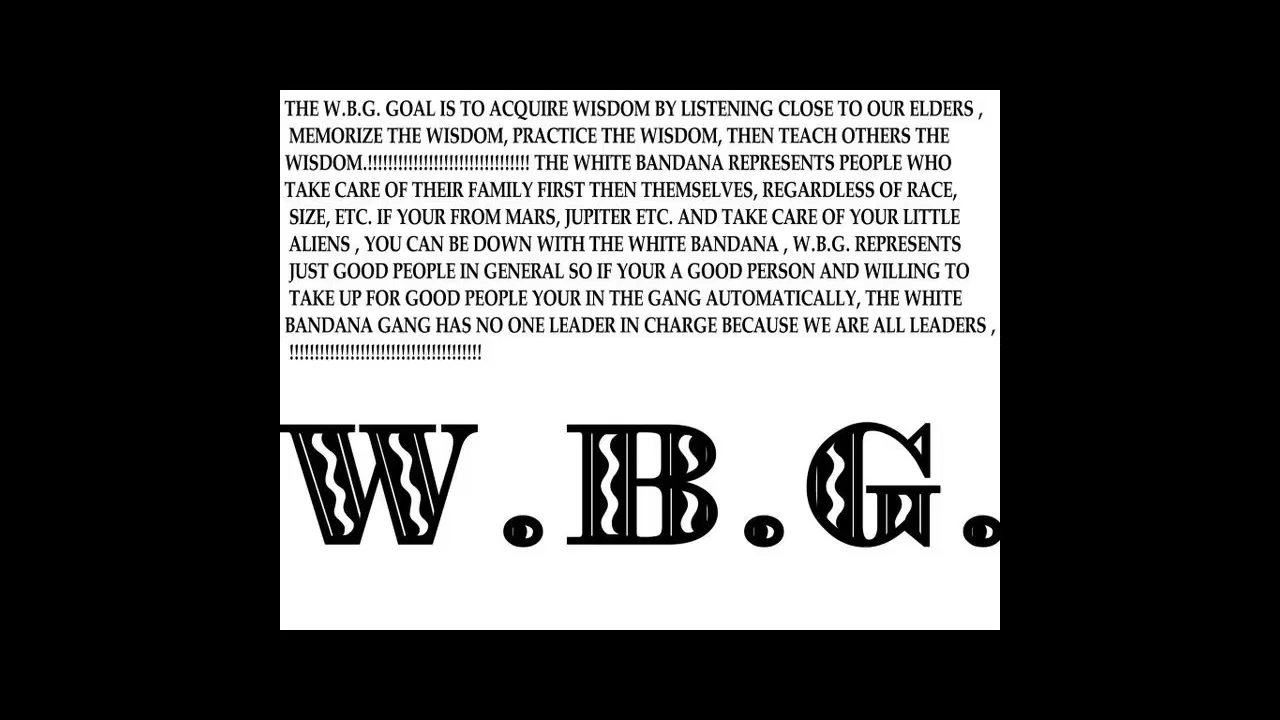 THE W.B.G. GOAL IS TO ACQUIRE WISDOM BY LISTENING CLOSE TO OUR ELDERS ,
MEMORIZE THE WISDOM, PRACTICE THE WISDOM, THEN TEACH OTHERS THE
WISDOM.!!!!!!!!!!!!!!!!!!!!!!!!!!!!!!!! THE WHITE BANDANA REPRESENTS PEOPLE WHO
TAKE CARE OF THEIR FAMILY FIRST THEN THEMSELVES, REGARDLESS OF RACE,
SIZE, ETC. IF YOUR FROM MARS, JUPITER ETC. AND TAKE CARE OF YOUR LITTLE
ALIENS , YOU CAN BE DOWN WITH THE WHITE BANDANA , W.B.G. REPRESENTS
JUST GOOD PEOPLE IN GENERAL SO IF YOUR A GOOD PERSON AND WILLING TO
TAKE UP FOR GOOD PEOPLE YOUR IN THE GANG AUTOMATICALLY, THE WHITE
BANDANA GANG HAS NO ONE LEADER IN CHARGE BECAUSE WE ARE ALL LEADERS ,
!!!!!!!!!!!!!!!!!!!!!!!!!!!!!!!!!!!!!!
W.B.G.